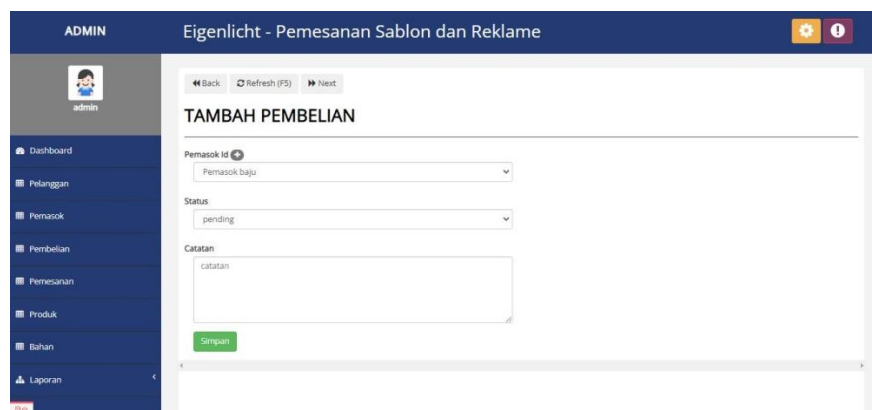 ADMIN
Eigenlicht - Pemesanan Sablon dan Reklame
admin
Dashboard
Pelanggan
Pemasok
Pembelian
Pemesanan
Produk
Bahan
Laporan
Back Refresh (F5) Next
TAMBAH PEMBELIAN
Pemasok Id
Pemasok baju
Status
pending
Catatan
catatan
Simpan